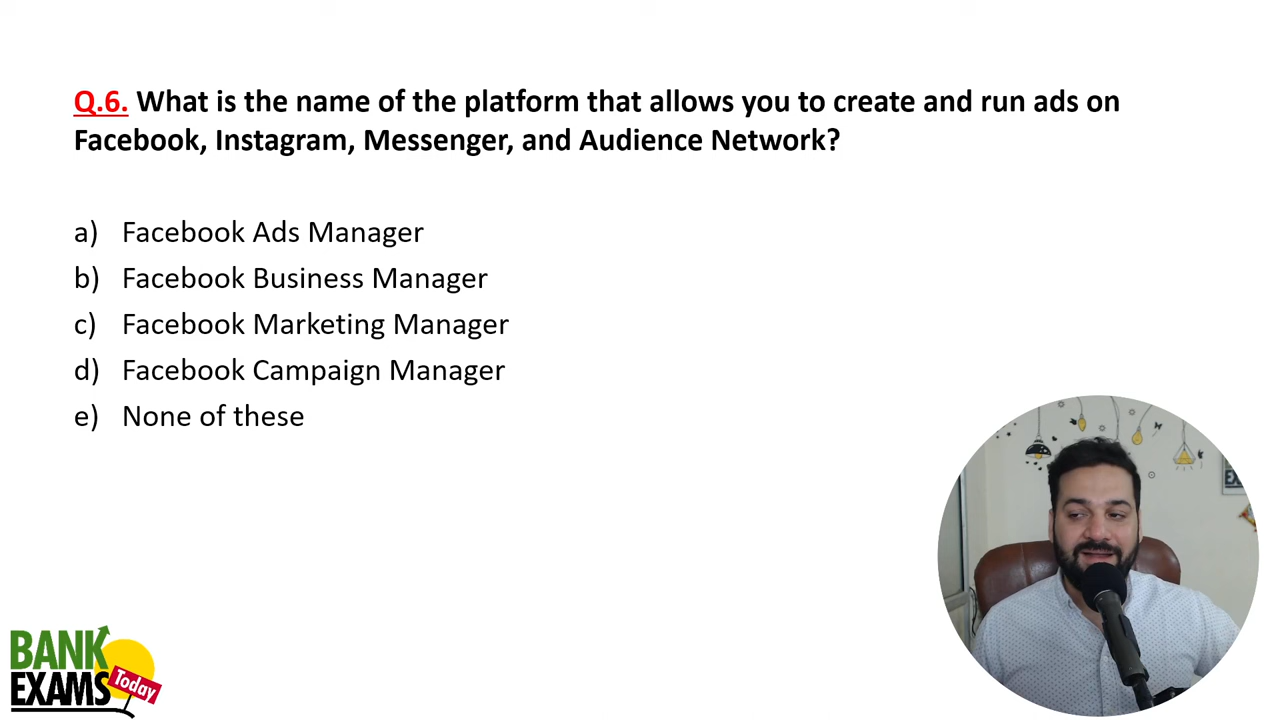 Q.6. What is the name of the platform that allows you to create and run ads on
Facebook, Instagram, Messenger, and Audience Network?
a) Facebook Ads Manager
b) Facebook Business Manager
c) Facebook Marketing Manager
d) Facebook Campaign Manager
e) None of these
BANK
EXAMS
Today